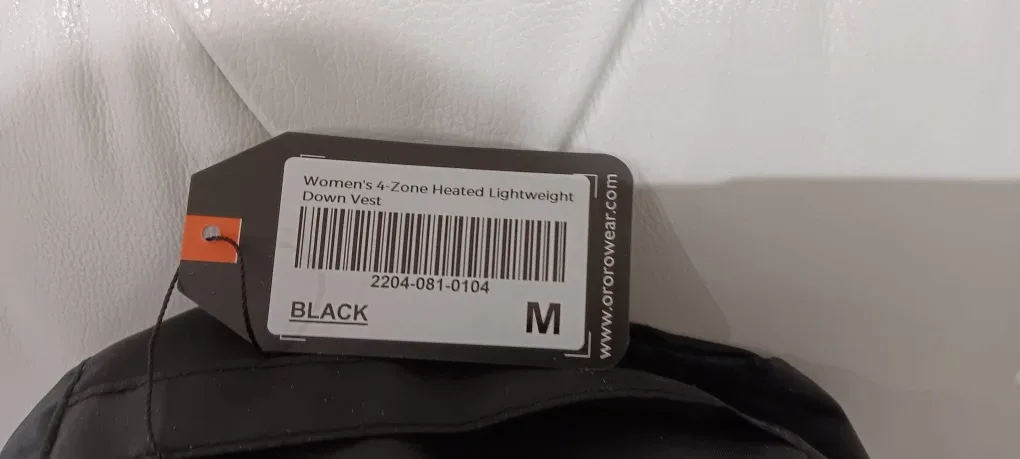 Women's 4-Zone Heated Lightweight
Down Vest
2204-081-0104
BLACK
M
www.ororowear.com